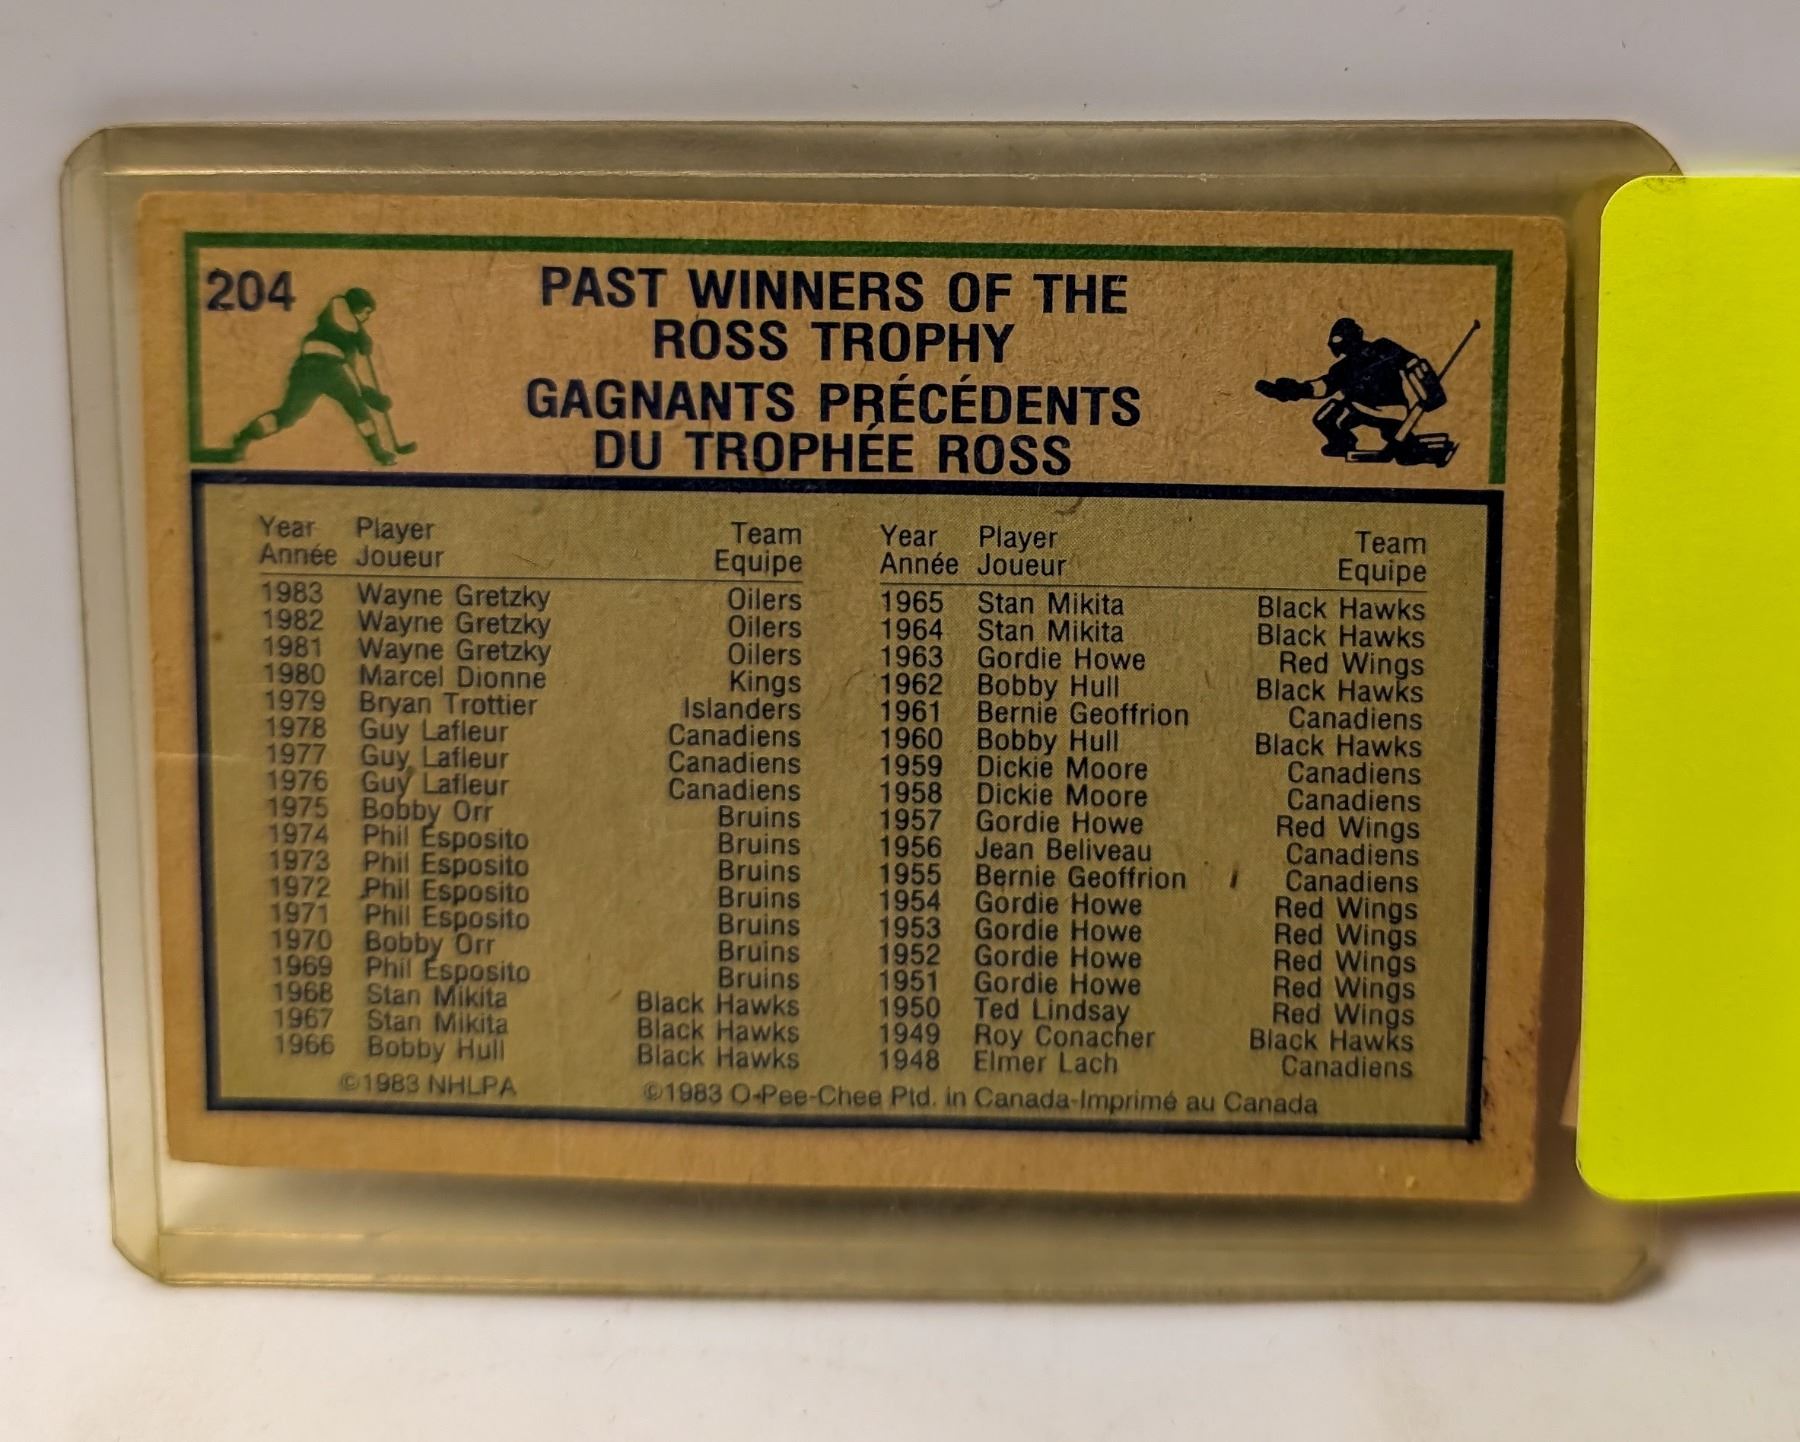 204
PAST WINNERS OF THE
ROSS TROPHY
GAGNANTS PRÉCÉDENTS
DU TROPHÉE ROSS
Year Player Team
Année Joueur Equipe
1983 Wayne Gretzky Oilers
1982 Wayne Gretzky Oilers
1981 Wayne Gretzky Oilers
1980 Marcel Dionne Kings
1979 Bryan Trottier Islanders
1978 Guy Lafleur Canadiens
1977 Guy Lafleur Canadiens
1976 Guy Lafleur Canadiens
1975 Bobby Orr Bruins
1974 Phil Esposito Bruins
1973 Phil Esposito Bruins
1972 Phil Esposito Bruins
1971 Phil Esposito Bruins
1970 Bobby Orr Bruins
1969 Phil Esposito Bruins
1968 Stan Mikita Black Hawks
1967 Stan Mikita Black Hawks
1966 Bobby Hull Black Hawks
Year Player Team
Année Joueur Equipe
1965 Stan Mikita Black Hawks
1964 Stan Mikita Black Hawks
1963 Gordie Howe Red Wings
1962 Bobby Hull Black Hawks
1961 Bernie Geoffrion Canadiens
1960 Bobby Hull Black Hawks
1959 Dickie Moore Canadiens
1958 Dickie Moore Canadiens
1957 Gordie Howe Red Wings
1956 Jean Beliveau Canadiens
1955 Bernie Geoffrion Canadiens
1954 Gordie Howe Red Wings
1953 Gordie Howe Red Wings
1952 Gordie Howe Red Wings
1951 Gordie Howe Red Wings
1950 Ted Lindsay Red Wings
1949 Roy Conacher Black Hawks
1948 Elmer Lach Canadiens
©1983 NHLPA ©1983 O-Pee-Chee Ptd. in Canada-Imprimé au Canada